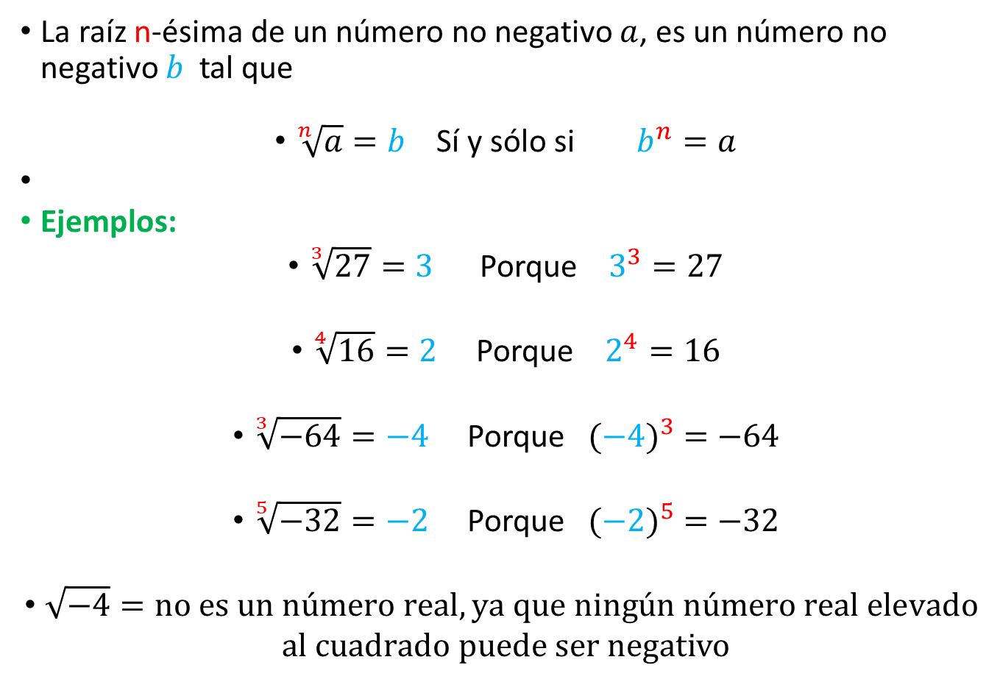 • La raíz n-ésima de un número no negativo a, es un número no
negativo b tal que
• ⁿ√a = b Sí y sólo si bⁿ = a
•
• Ejemplos:
• ³√27 = 3 Porque 3³ = 27
• ⁴√16 = 2 Porque 2⁴ = 16
• ³√−64 = −4 Porque (−4)³ = −64
• ⁵√−32 = −2 Porque (−2)⁵ = −32
• √−4 = no es un número real, ya que ningún número real elevado
al cuadrado puede ser negativo